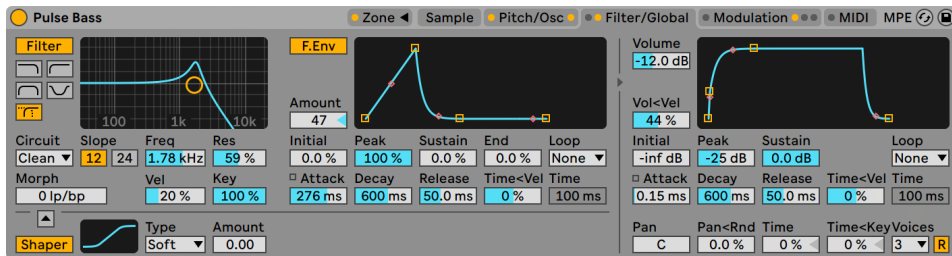 Pulse Bass Zone Sample Pitch/Osc Filter/Global Modulation MIDI MPE
Filter F.Env Volume
-12.0 dB
Amount Vol<Vel
100 1k 10k 47 44 %
Circuit Slope Freq Res Initial Peak Sustain End Loop Initial Peak Sustain Loop
Clean 12 24 1.78 kHz 59 % 0.0 % 100 % 0.0 % 0.0 % None -inf dB -25 dB 0.0 dB None
Morph Vel Key Attack Decay Release Time<Vel Time Attack Decay Release Time<Vel Time
0 lp/bp 20 % 100 % 276 ms 600 ms 50.0 ms 0 % 100 ms 0.15 ms 600 ms 50.0 ms 0 % 100 ms
Type Amount Pan Pan<Rnd Time Time<Key Voices
Shaper Soft 0.00 C 0.0 % 0 % 0 % 3 R